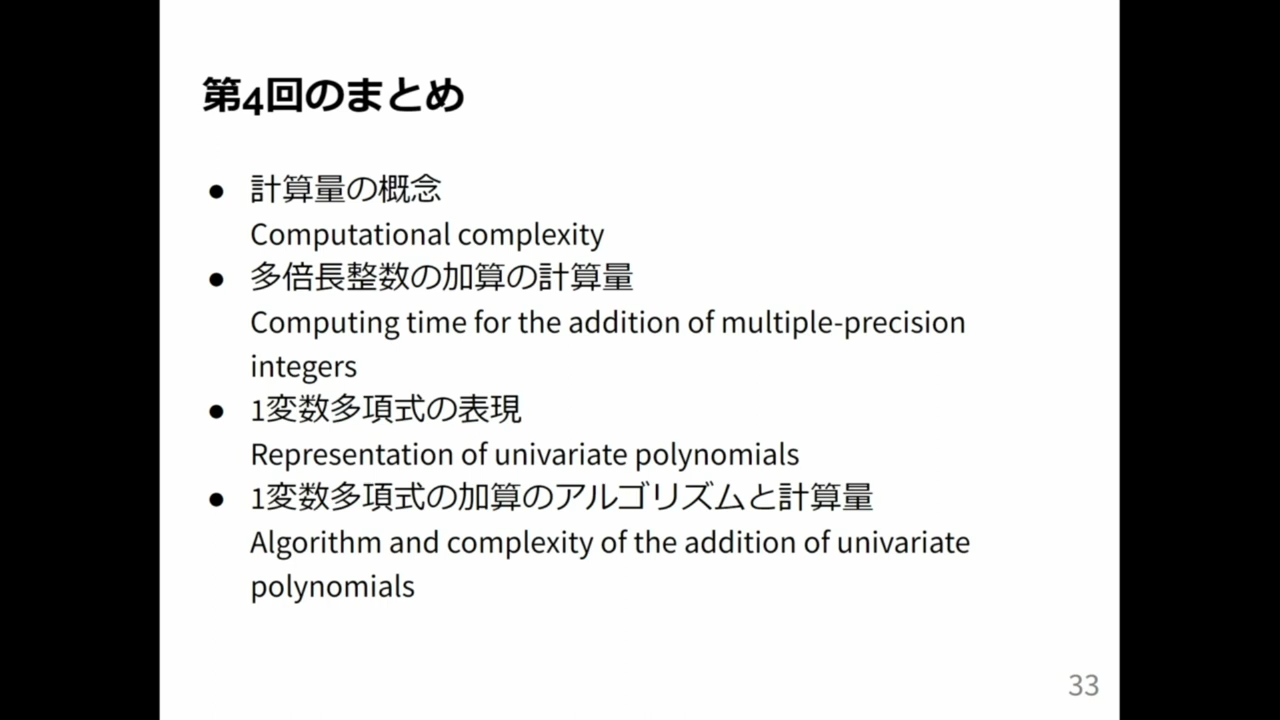 第4回のまとめ
● 計算量の概念
Computational complexity
● 多倍長整数の加算の計算量
Computing time for the addition of multiple-precision
integers
● 1変数多項式の表現
Representation of univariate polynomials
● 1変数多項式の加算のアルゴリズムと計算量
Algorithm and complexity of the addition of univariate
polynomials
33